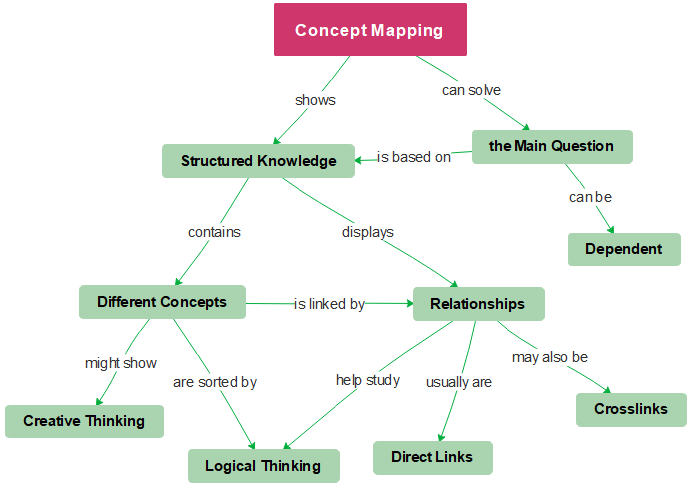 Concept Mapping
shows
can solve
Structured Knowledge
is based on
the Main Question
can be
contains
displays
Dependent
Different Concepts
is linked by
Relationships
might show
are sorted by
help study
usually are
may also be
Creative Thinking
Logical Thinking
Direct Links
Crosslinks